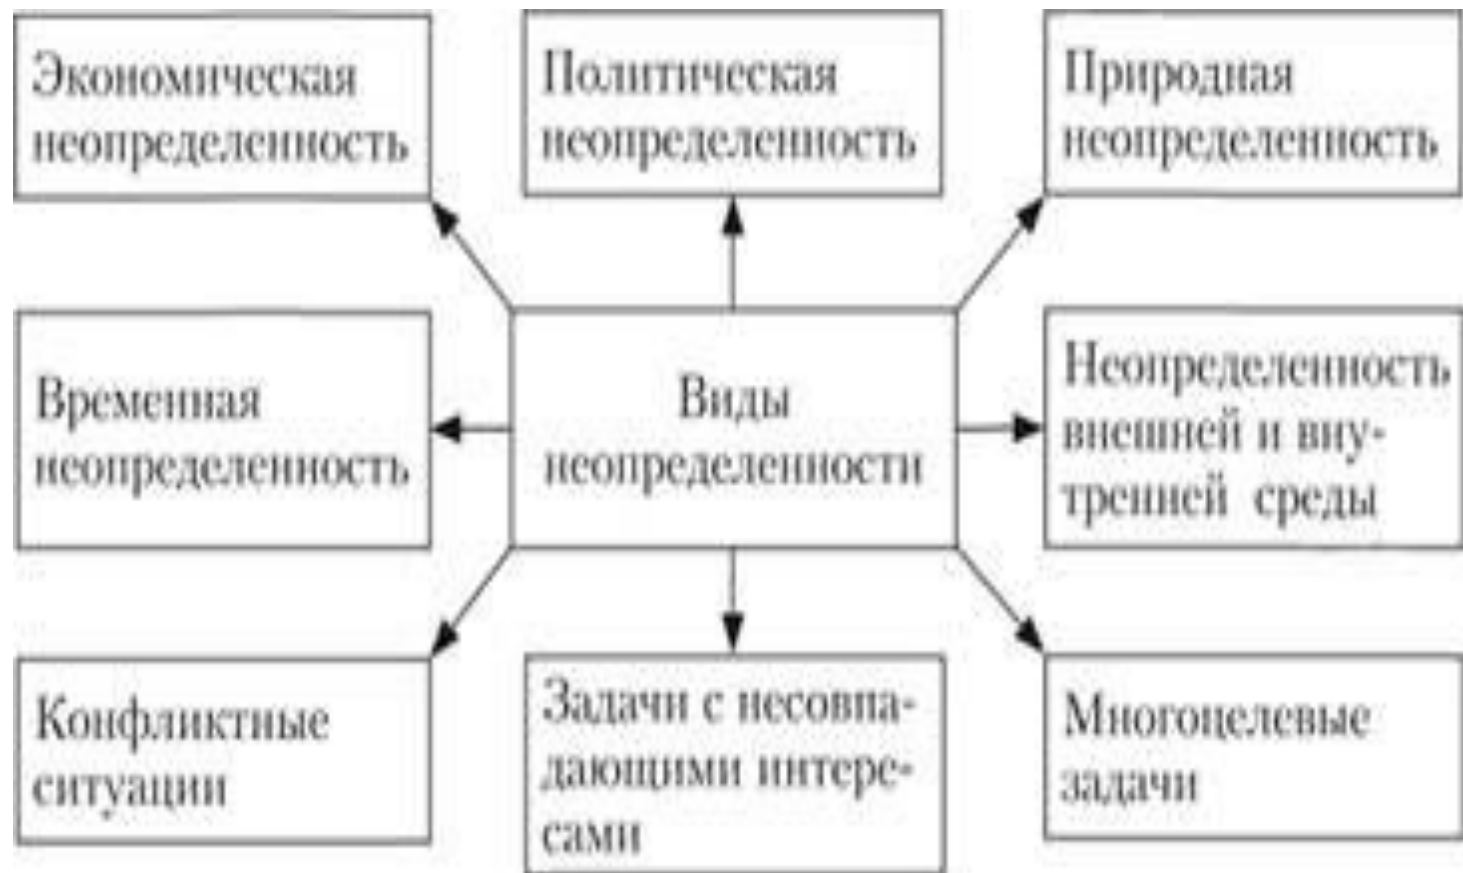 Экономическая
неопределенность
Политическая
неопределенность
Природная
неопределенность
Временная
неопределенность
Виды
неопределенности
Неопределенность
внешней и вну-
тренней среды
Конфликтные
ситуации
Задачи с несовпа-
дающими интере-
сами
Многоцелевые
задачи